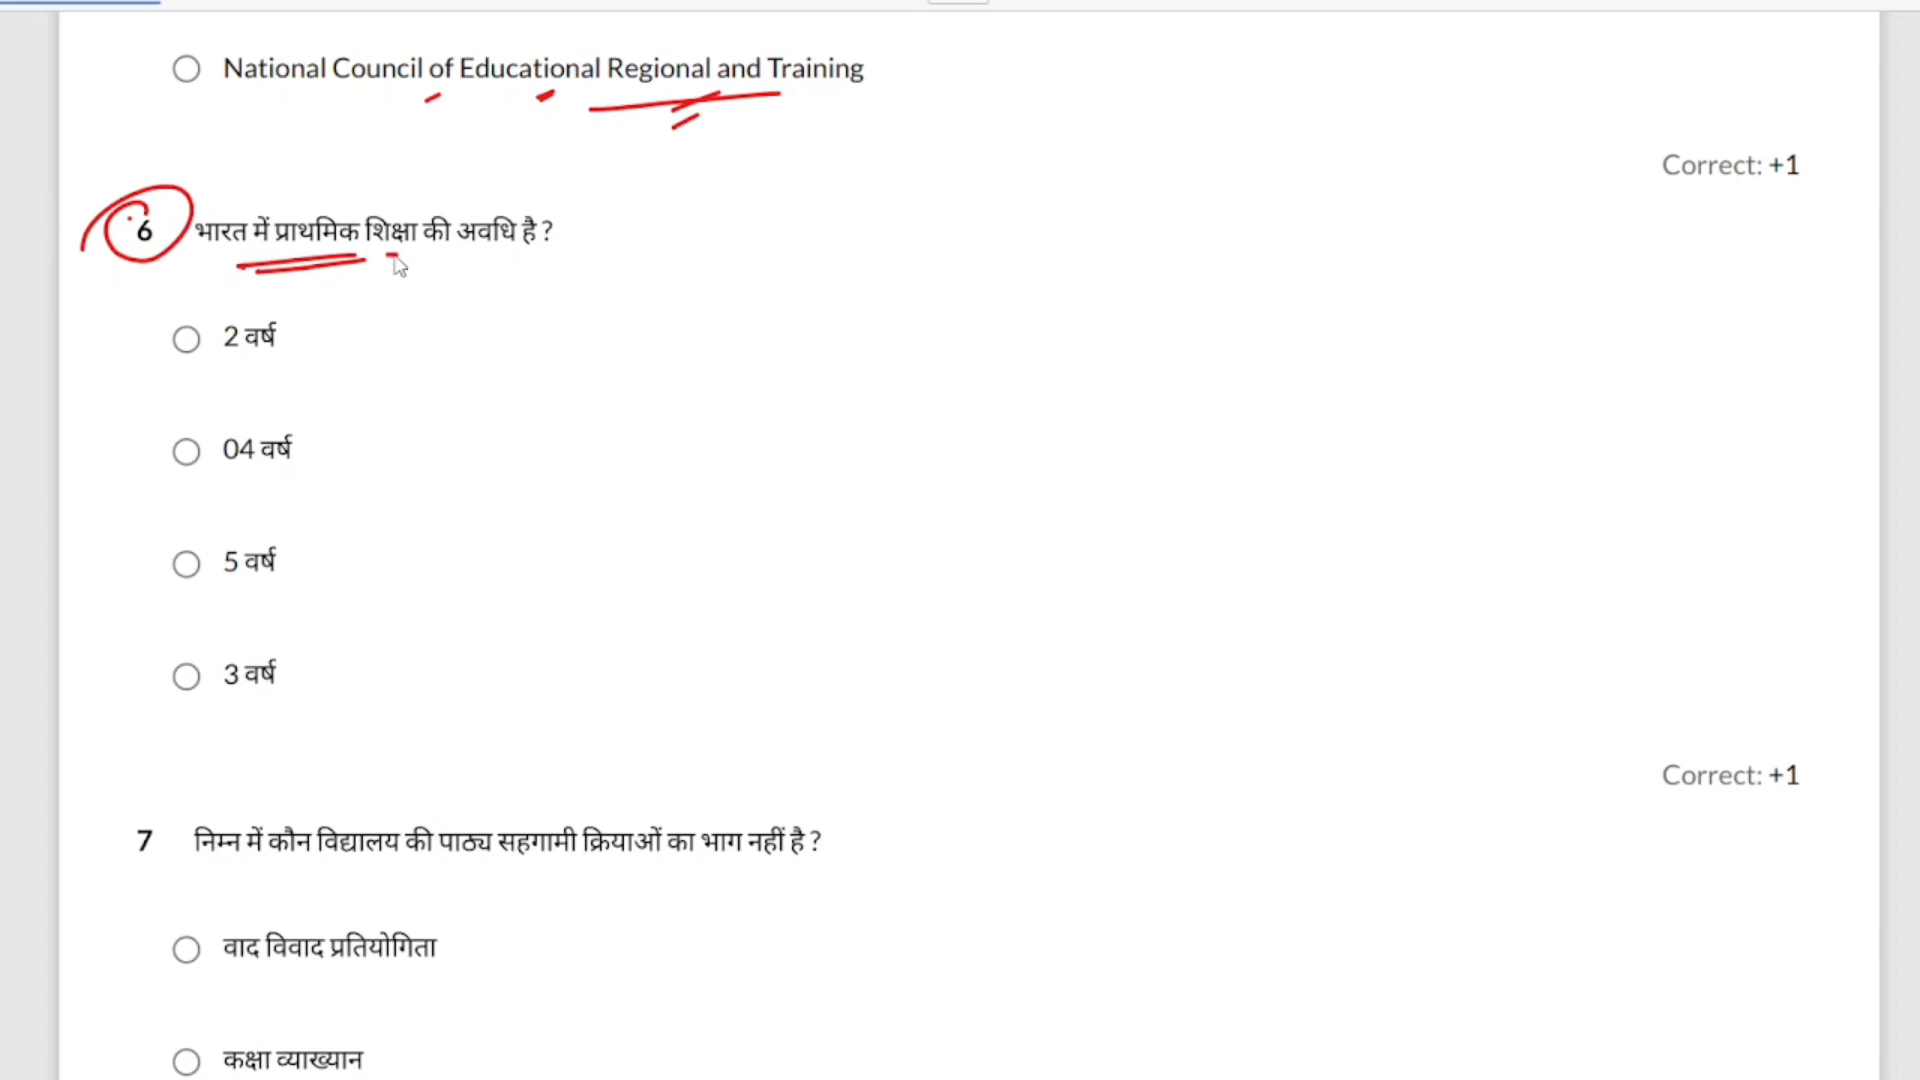 National Council of Educational Regional and Training
Correct: +1
6 भारत में प्राथमिक शिक्षा की अवधि है ?
2 वर्ष
04 वर्ष
5 वर्ष
3 वर्ष
Correct: +1
7 निम्न में कौन विद्यालय की पाठ्य सहगामी क्रियाओं का भाग नहीं है ?
वाद विवाद प्रतियोगिता
कक्षा व्याख्यान